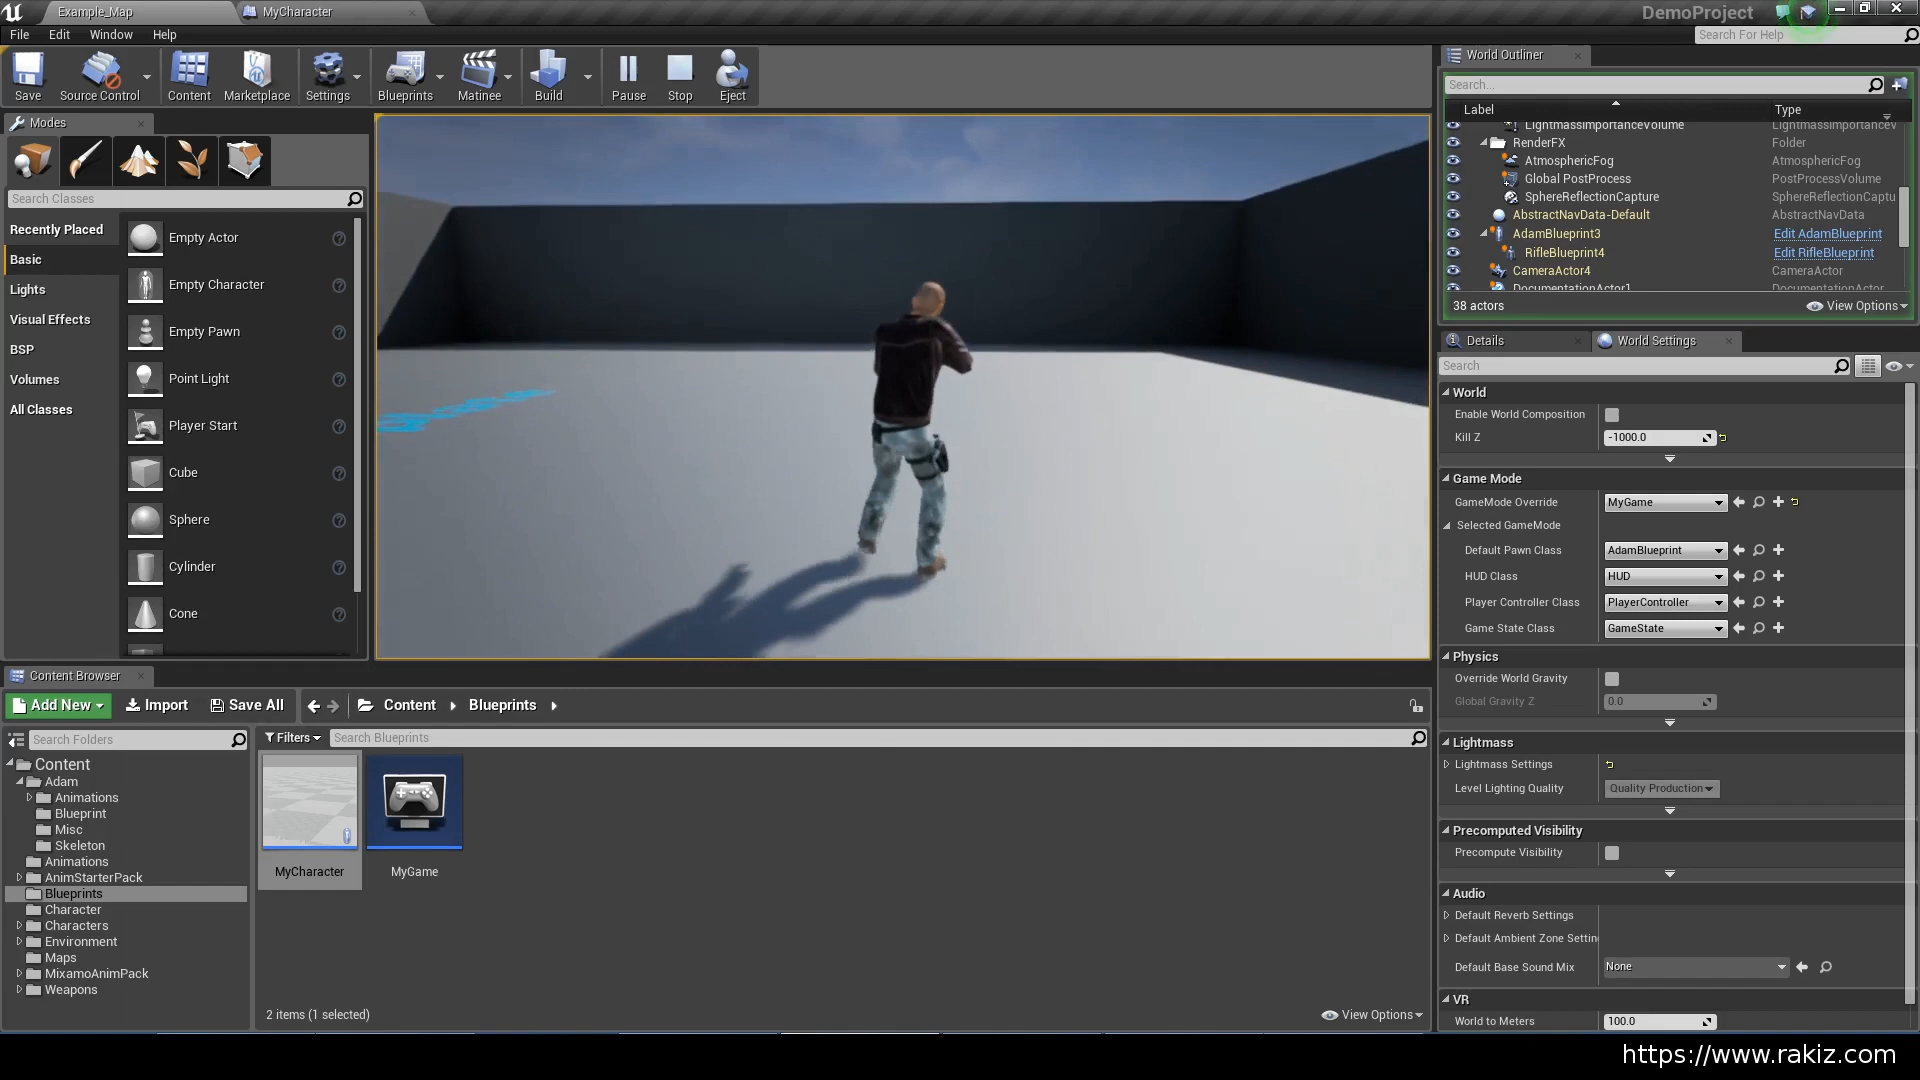 Example_Map
MyCharacter
DemoProject
File
Edit
Window
Help
Search For Help
Save
Source Control
Content
Marketplace
Settings
Blueprints
Matinee
Build
Pause
Stop
Eject
Modes
Search Classes
Recently Placed
Basic
Lights
Visual Effects
BSP
Volumes
All Classes
Empty Actor
Empty Character
Empty Pawn
Point Light
Player Start
Cube
Sphere
Cylinder
Cone
World Outliner
Search...
Label
Type
LightmassImportanceVolume
LightmassImportanceV
RenderFX
Folder
AtmosphericFog
AtmosphericFog
Global PostProcess
PostProcessVolume
SphereReflectionCapture
SphereReflectionCaptu
AbstractNavData-Default
AbstractNavData
AdamBlueprint3
Edit AdamBlueprint
RifleBlueprint4
Edit RifleBlueprint
CameraActor4
CameraActor
DocumentationActor1
DocumentationActor
38 actors
View Options
Details
World Settings
Search
World
Enable World Composition
Kill Z
-1000.0
Game Mode
GameMode Override
MyGame
Selected GameMode
Default Pawn Class
AdamBlueprint
HUD Class
HUD
Player Controller Class
PlayerController
Game State Class
GameState
Physics
Override World Gravity
Global Gravity Z
0.0
Lightmass
Lightmass Settings
Level Lighting Quality
Quality Production
Precomputed Visibility
Precompute Visibility
Audio
Default Reverb Settings
Default Ambient Zone Settin
Default Base Sound Mix
None
VR
World to Meters
100.0
Content Browser
Add New
Import
Save All
Content
Blueprints
Search Folders
Filters
Search Blueprints
Content
Adam
Animations
Blueprint
Misc
Skeleton
Animations
AnimStarterPack
Blueprints
Character
Characters
Environment
Maps
MixamoAnimPack
Weapons
MyCharacter
MyGame
2 items (1 selected)
View Options
https://www.rakiz.com